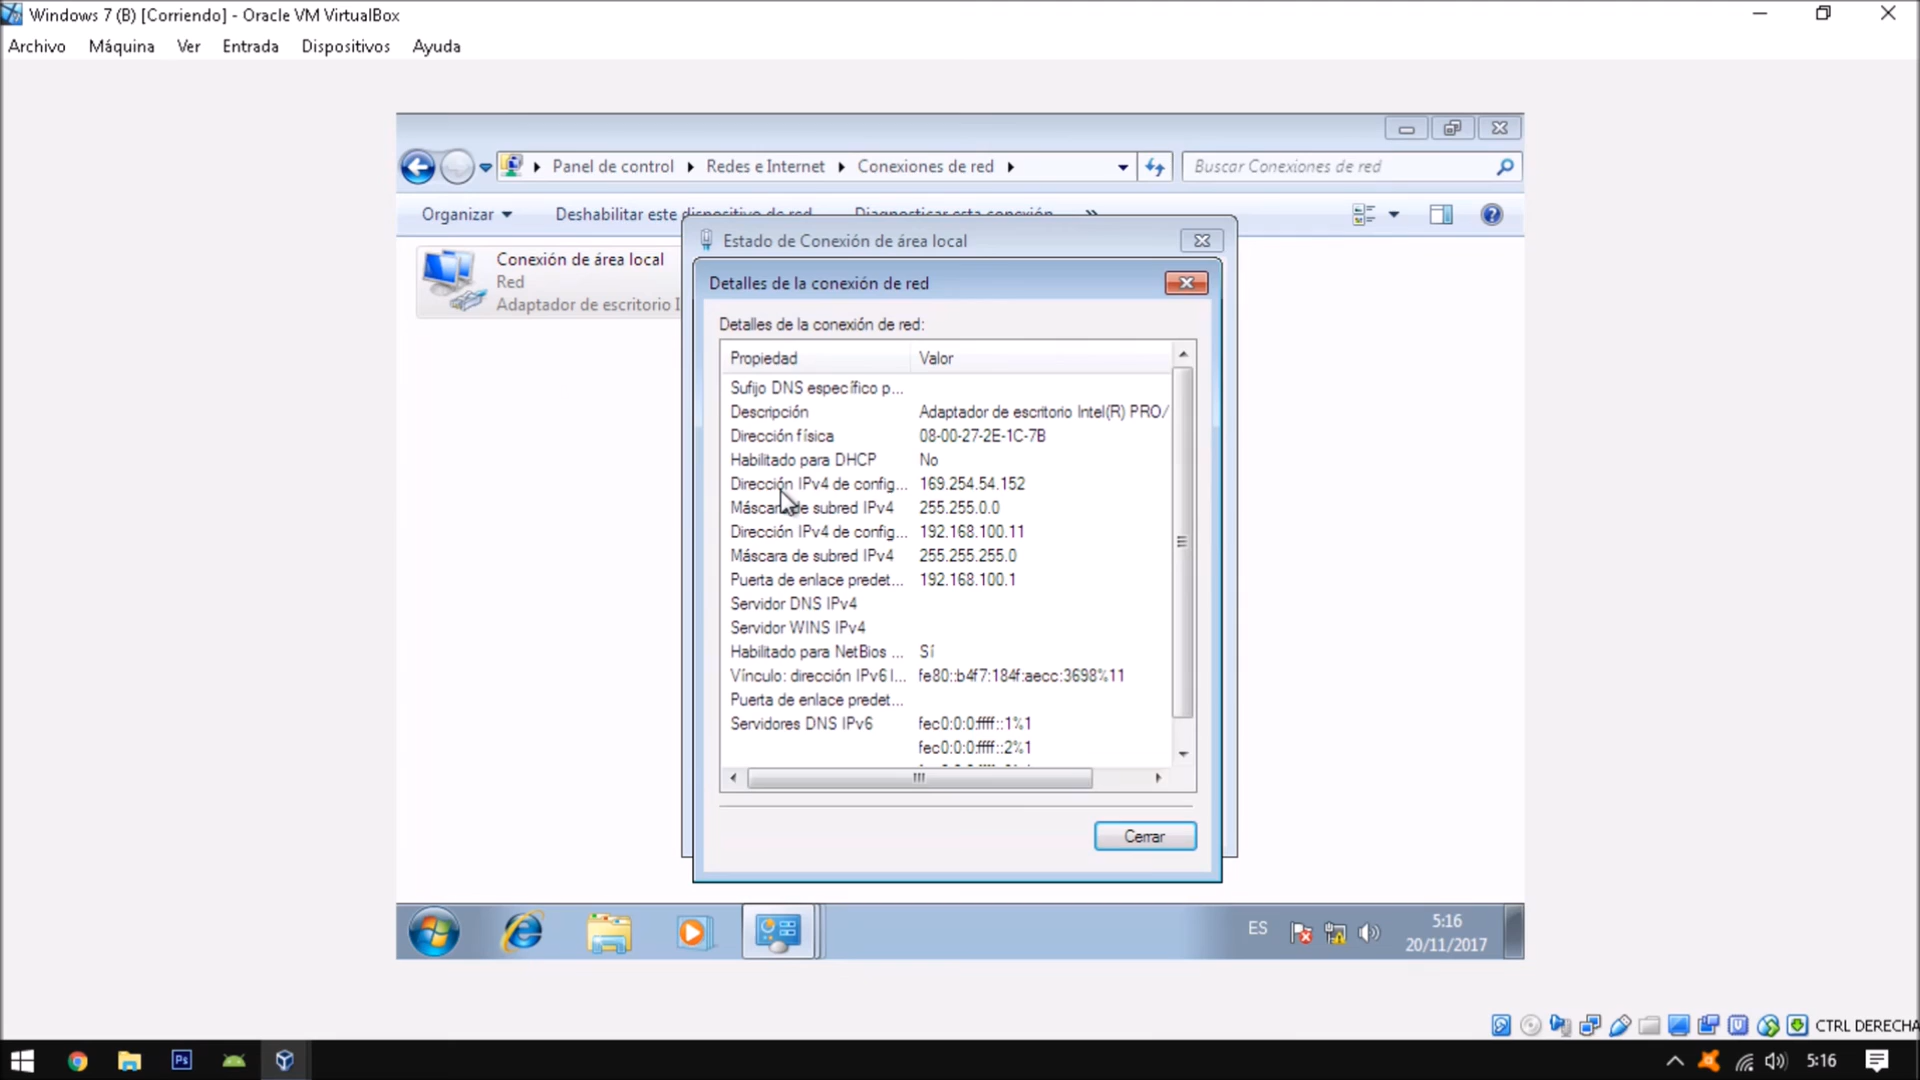 Windows 7 (B) [Corriendo] - Oracle VM VirtualBox
Archivo Máquina Ver Entrada Dispositivos Ayuda
Panel de control Redes e Internet Conexiones de red
Buscar Conexiones de red
Organizar Deshabilitar este dispositivo de red Diagnosticar esta conexión »
Conexión de área local
Red
Adaptador de escritorio I
Estado de Conexión de área local
Detalles de la conexión de red
Detalles de la conexión de red:
Propiedad Valor
Sufijo DNS específico p...
Descripción Adaptador de escritorio Intel(R) PRO/
Dirección física 08-00-27-2E-1C-7B
Habilitado para DHCP No
Dirección IPv4 de config... 169.254.54.152
Máscara de subred IPv4 255.255.0.0
Dirección IPv4 de config... 192.168.100.11
Máscara de subred IPv4 255.255.255.0
Puerta de enlace predet... 192.168.100.1
Servidor DNS IPv4
Servidor WINS IPv4
Habilitado para NetBios ... Sí
Vínculo: dirección IPv6 l... fe80::b4f7:184f:aecc:3698%11
Puerta de enlace predet...
Servidores DNS IPv6 fec0:0:0:ffff::1%1
fec0:0:0:ffff::2%1
Cerrar
ES
5:16
20/11/2017
CTRL DERECHA
Ps
5:16